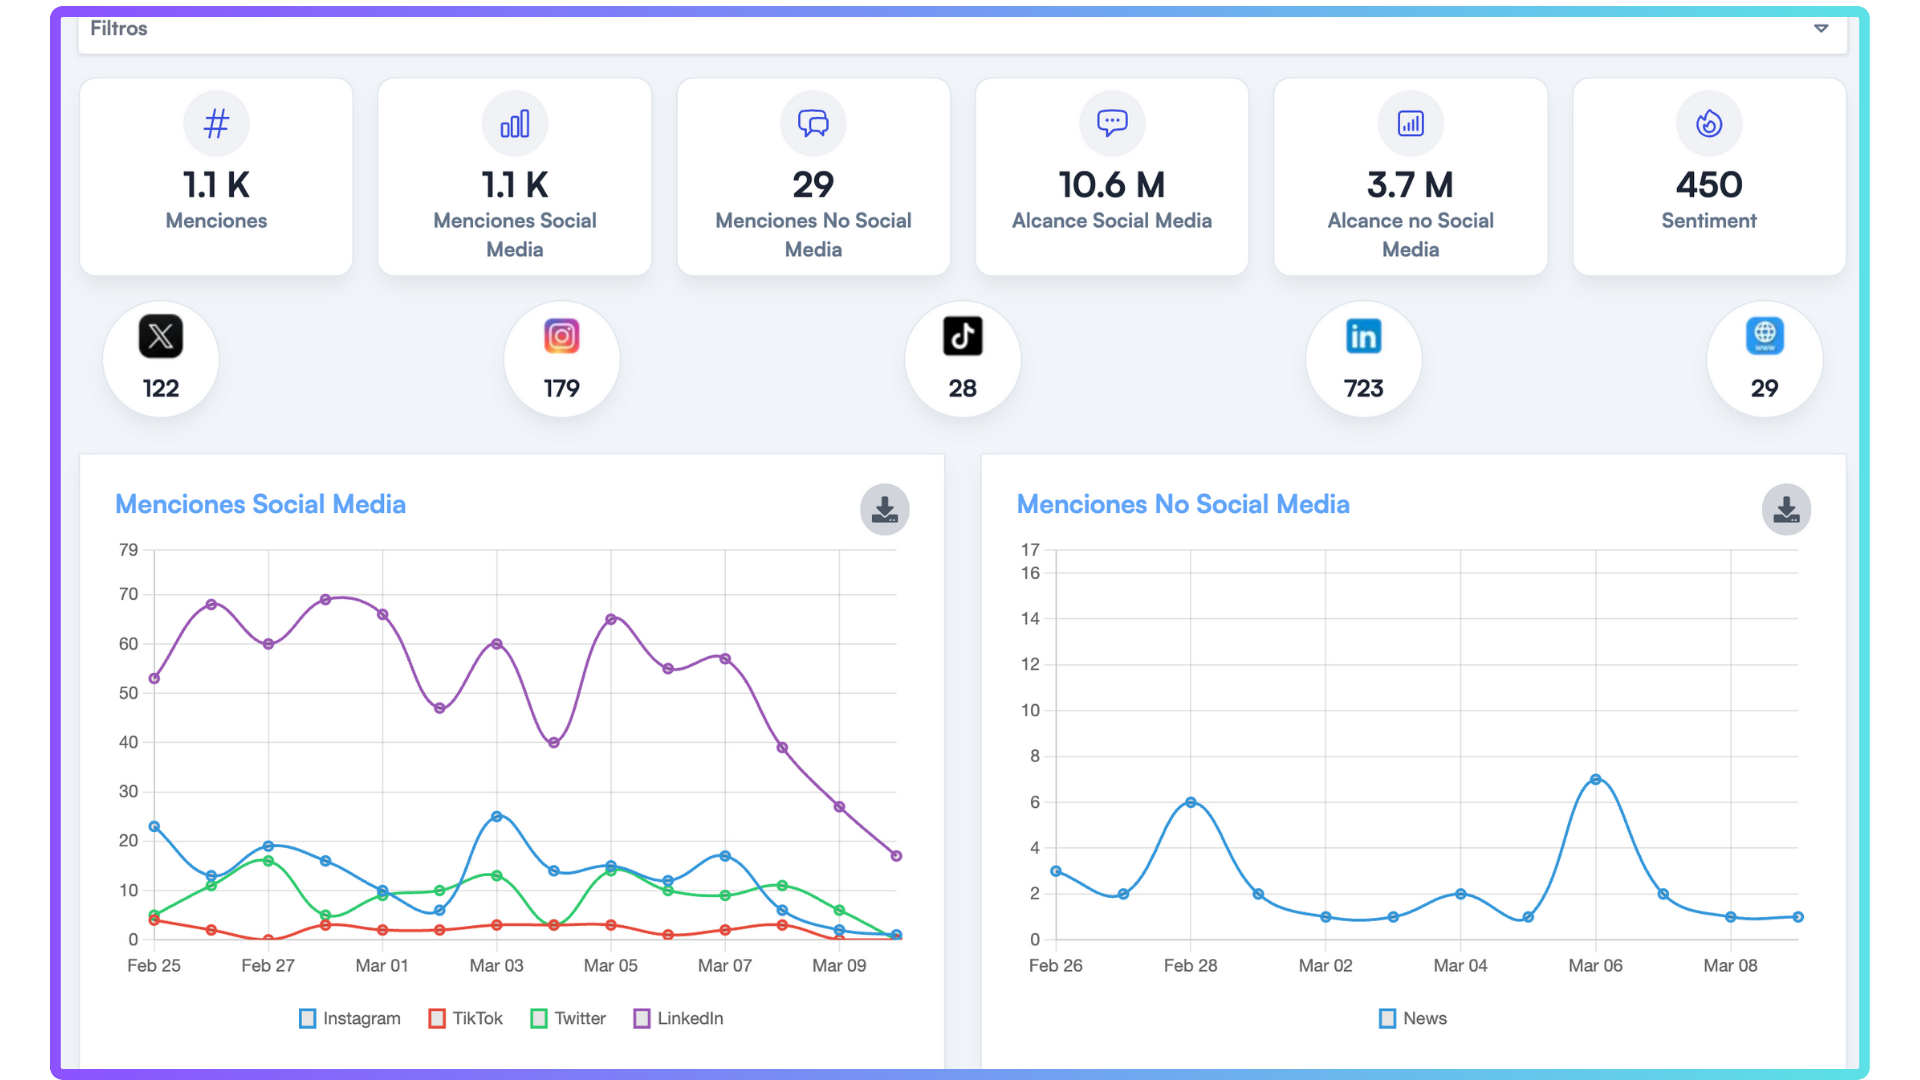 Filtros
1.1 K
Menciones
1.1 K
Menciones Social
Media
29
Menciones No Social
Media
10.6 M
Alcance Social Media
3.7 M
Alcance no Social
Media
450
Sentiment
122
179
28
in
723
www
29
Menciones Social Media
79
70
60
50
40
30
20
10
0
Feb 25
Feb 27
Mar 01
Mar 03
Mar 05
Mar 07
Mar 09
Instagram
TikTok
Twitter
LinkedIn
Menciones No Social Media
17
16
14
12
10
8
6
4
2
0
Feb 26
Feb 28
Mar 02
Mar 04
Mar 06
Mar 08
News